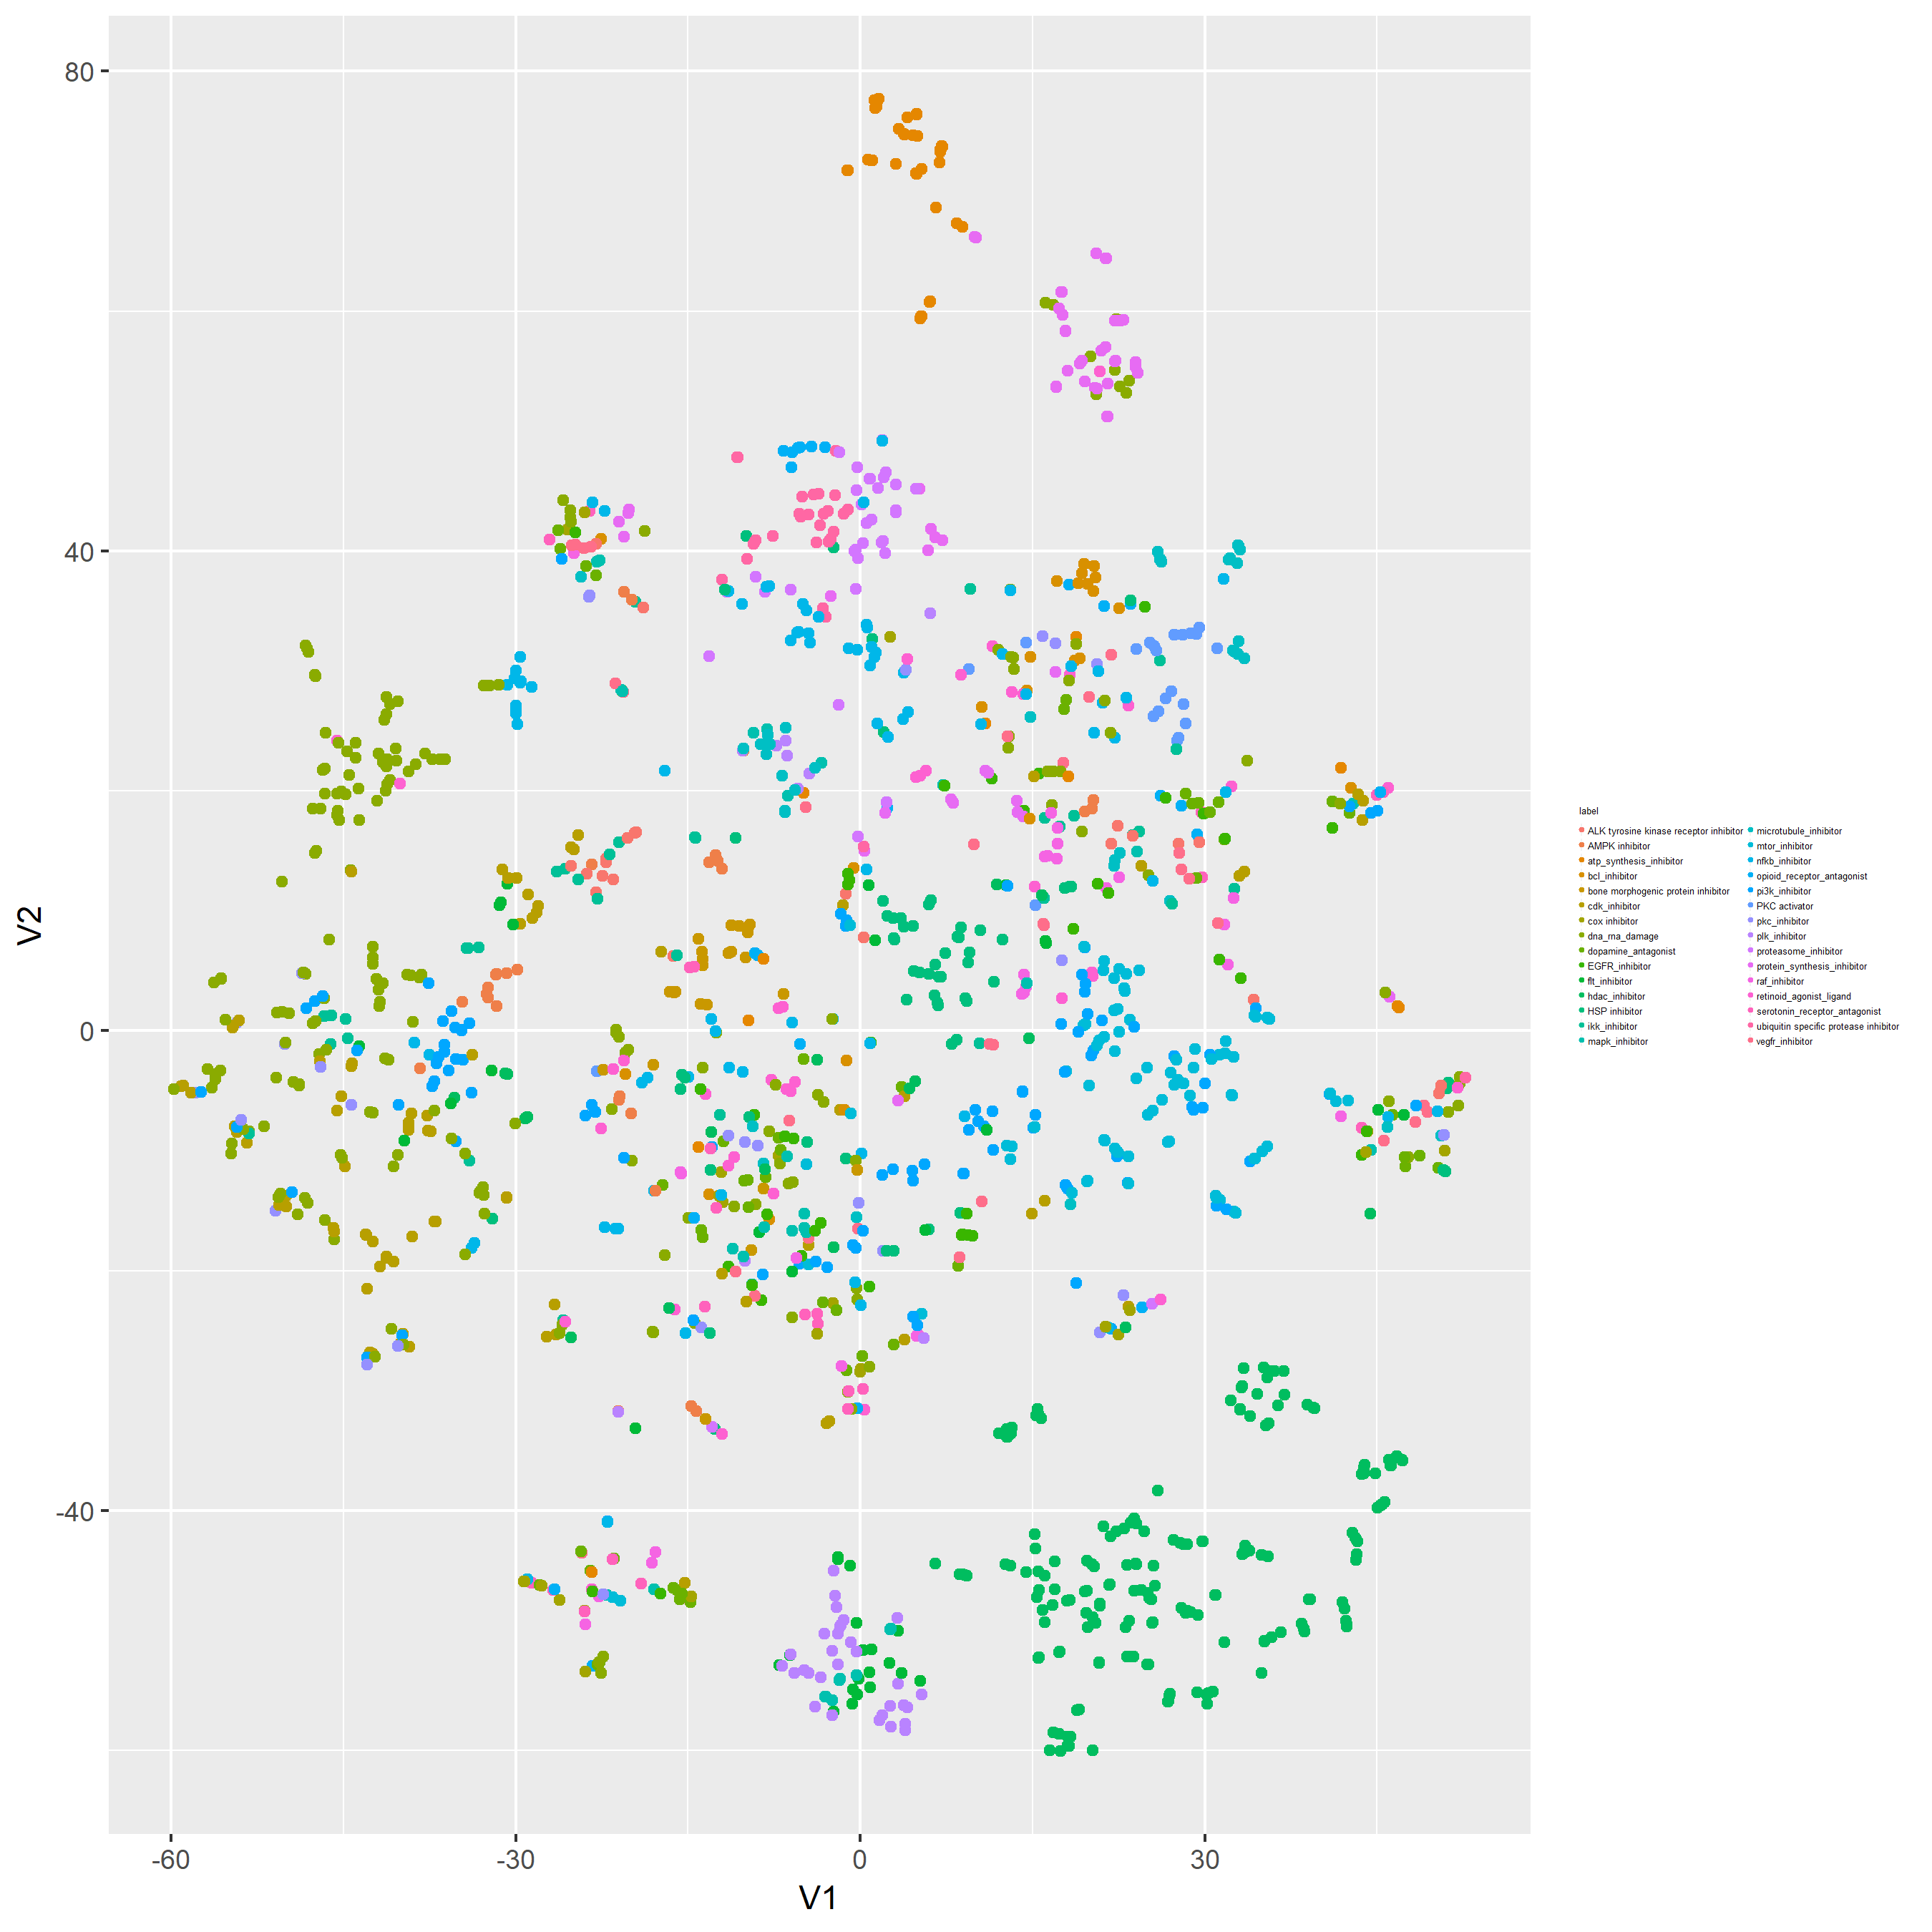 80
40
0
-40
V2
-60
-30
0
30
V1
label
ALK tyrosine kinase receptor inhibitor
AMPK inhibitor
atp_synthesis_inhibitor
bcl_inhibitor
bone morphogenic protein inhibitor
cdk_inhibitor
cox inhibitor
dna_rna_damage
dopamine_antagonist
EGFR_inhibitor
flt_inhibitor
hdac_inhibitor
HSP inhibitor
ikk_inhibitor
mapk_inhibitor
microtubule_inhibitor
mtor_inhibitor
nfkb_inhibitor
opioid_receptor_antagonist
pi3k_inhibitor
PKC activator
pkc_inhibitor
plk_inhibitor
proteasome_inhibitor
protein_synthesis_inhibitor
raf_inhibitor
retinoid_agonist_ligand
serotonin_receptor_antagonist
ubiquitin specific protease inhibitor
vegfr_inhibitor